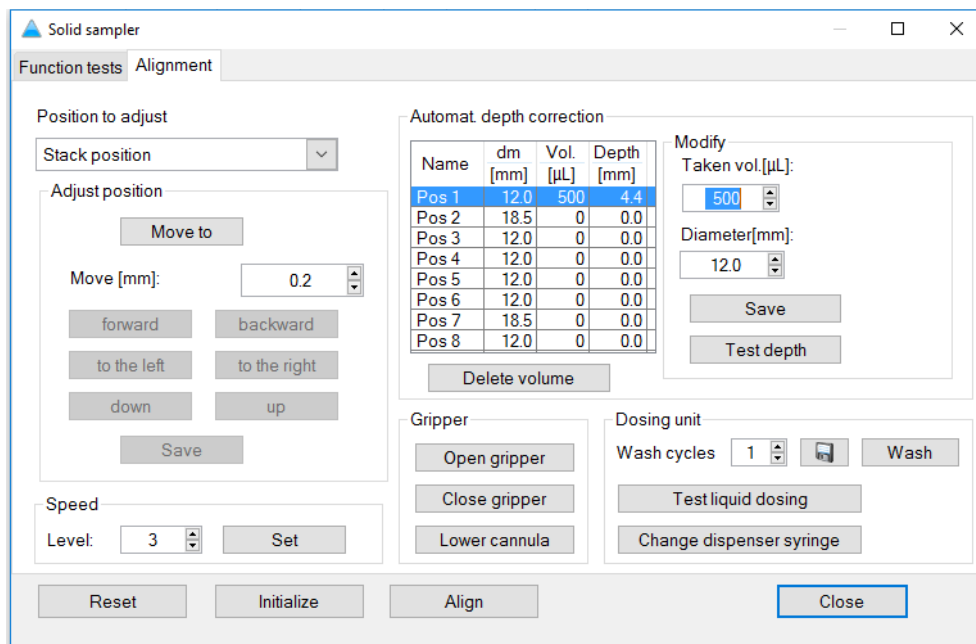 Solid sampler
Function tests Alignment
Position to adjust
Stack position
Adjust position
Move to
Move [mm]: 0.2
forward backward
to the left to the right
down up
Save
Speed
Level: 3 Set
Automat. depth correction
Name dm [mm] Vol. [µL] Depth [mm]
Pos 1 12.0 500 4.4
Pos 2 18.5 0 0.0
Pos 3 12.0 0 0.0
Pos 4 12.0 0 0.0
Pos 5 12.0 0 0.0
Pos 6 12.0 0 0.0
Pos 7 18.5 0 0.0
Pos 8 12.0 0 0.0
Delete volume
Modify
Taken vol.[µL]:
500
Diameter[mm]:
12.0
Save
Test depth
Gripper
Open gripper
Close gripper
Lower cannula
Dosing unit
Wash cycles 1 Wash
Test liquid dosing
Change dispenser syringe
Reset Initialize Align Close